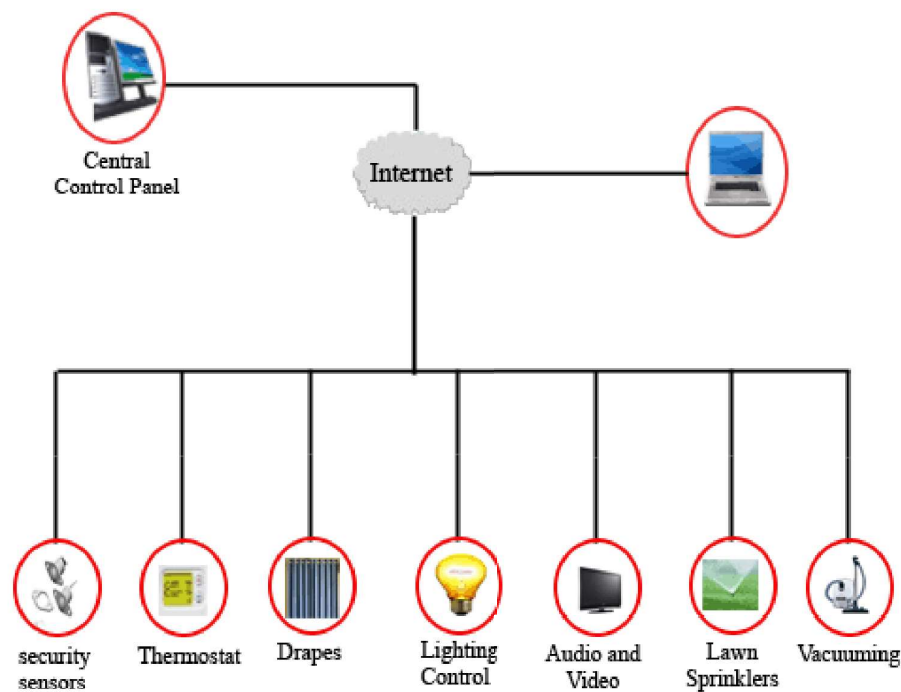 Central
Control Panel
Internet
security
sensors
Thermostat
Drapes
Lighting
Control
Audio and
Video
Lawn
Sprinklers
Vacuuming